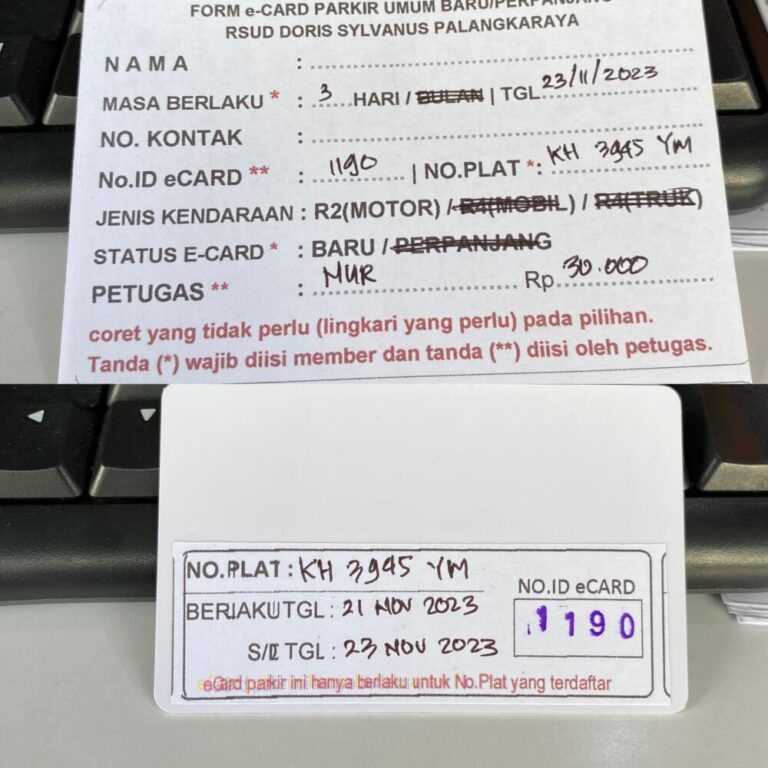 FORM e-CARD PARKIR UMUM BARU/PERPANJANG
RSUD DORIS SYLVANUS PALANGKARAYA
NAMA :
MASA BERLAKU * : 3 HARI / BULAN | TGL 23/11/2023
NO. KONTAK :
No.ID eCARD ** : 1190 | NO.PLAT *: KH 3945 YM
JENIS KENDARAAN : R2(MOTOR) / R4(MOBIL) / R4(TRUK)
STATUS E-CARD * : BARU / PERPANJANG
PETUGAS ** : MUR Rp 30.000
coret yang tidak perlu (lingkari yang perlu) pada pilihan.
Tanda (*) wajib diisi member dan tanda (**) diisi oleh petugas.
NO.PLAT : KH 3945 YM
NO.ID eCARD
BERLAKU TGL : 21 NOV 2023
1190
S/D TGL : 23 NOV 2023
eCard parkir ini hanya berlaku untuk No.Plat yang terdaftar